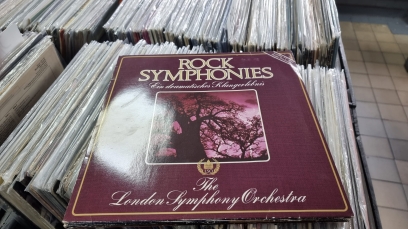 ROCK
SYMPHONIES
Ein dramatisches Klangerlebnis
The
London Symphony Orchestra